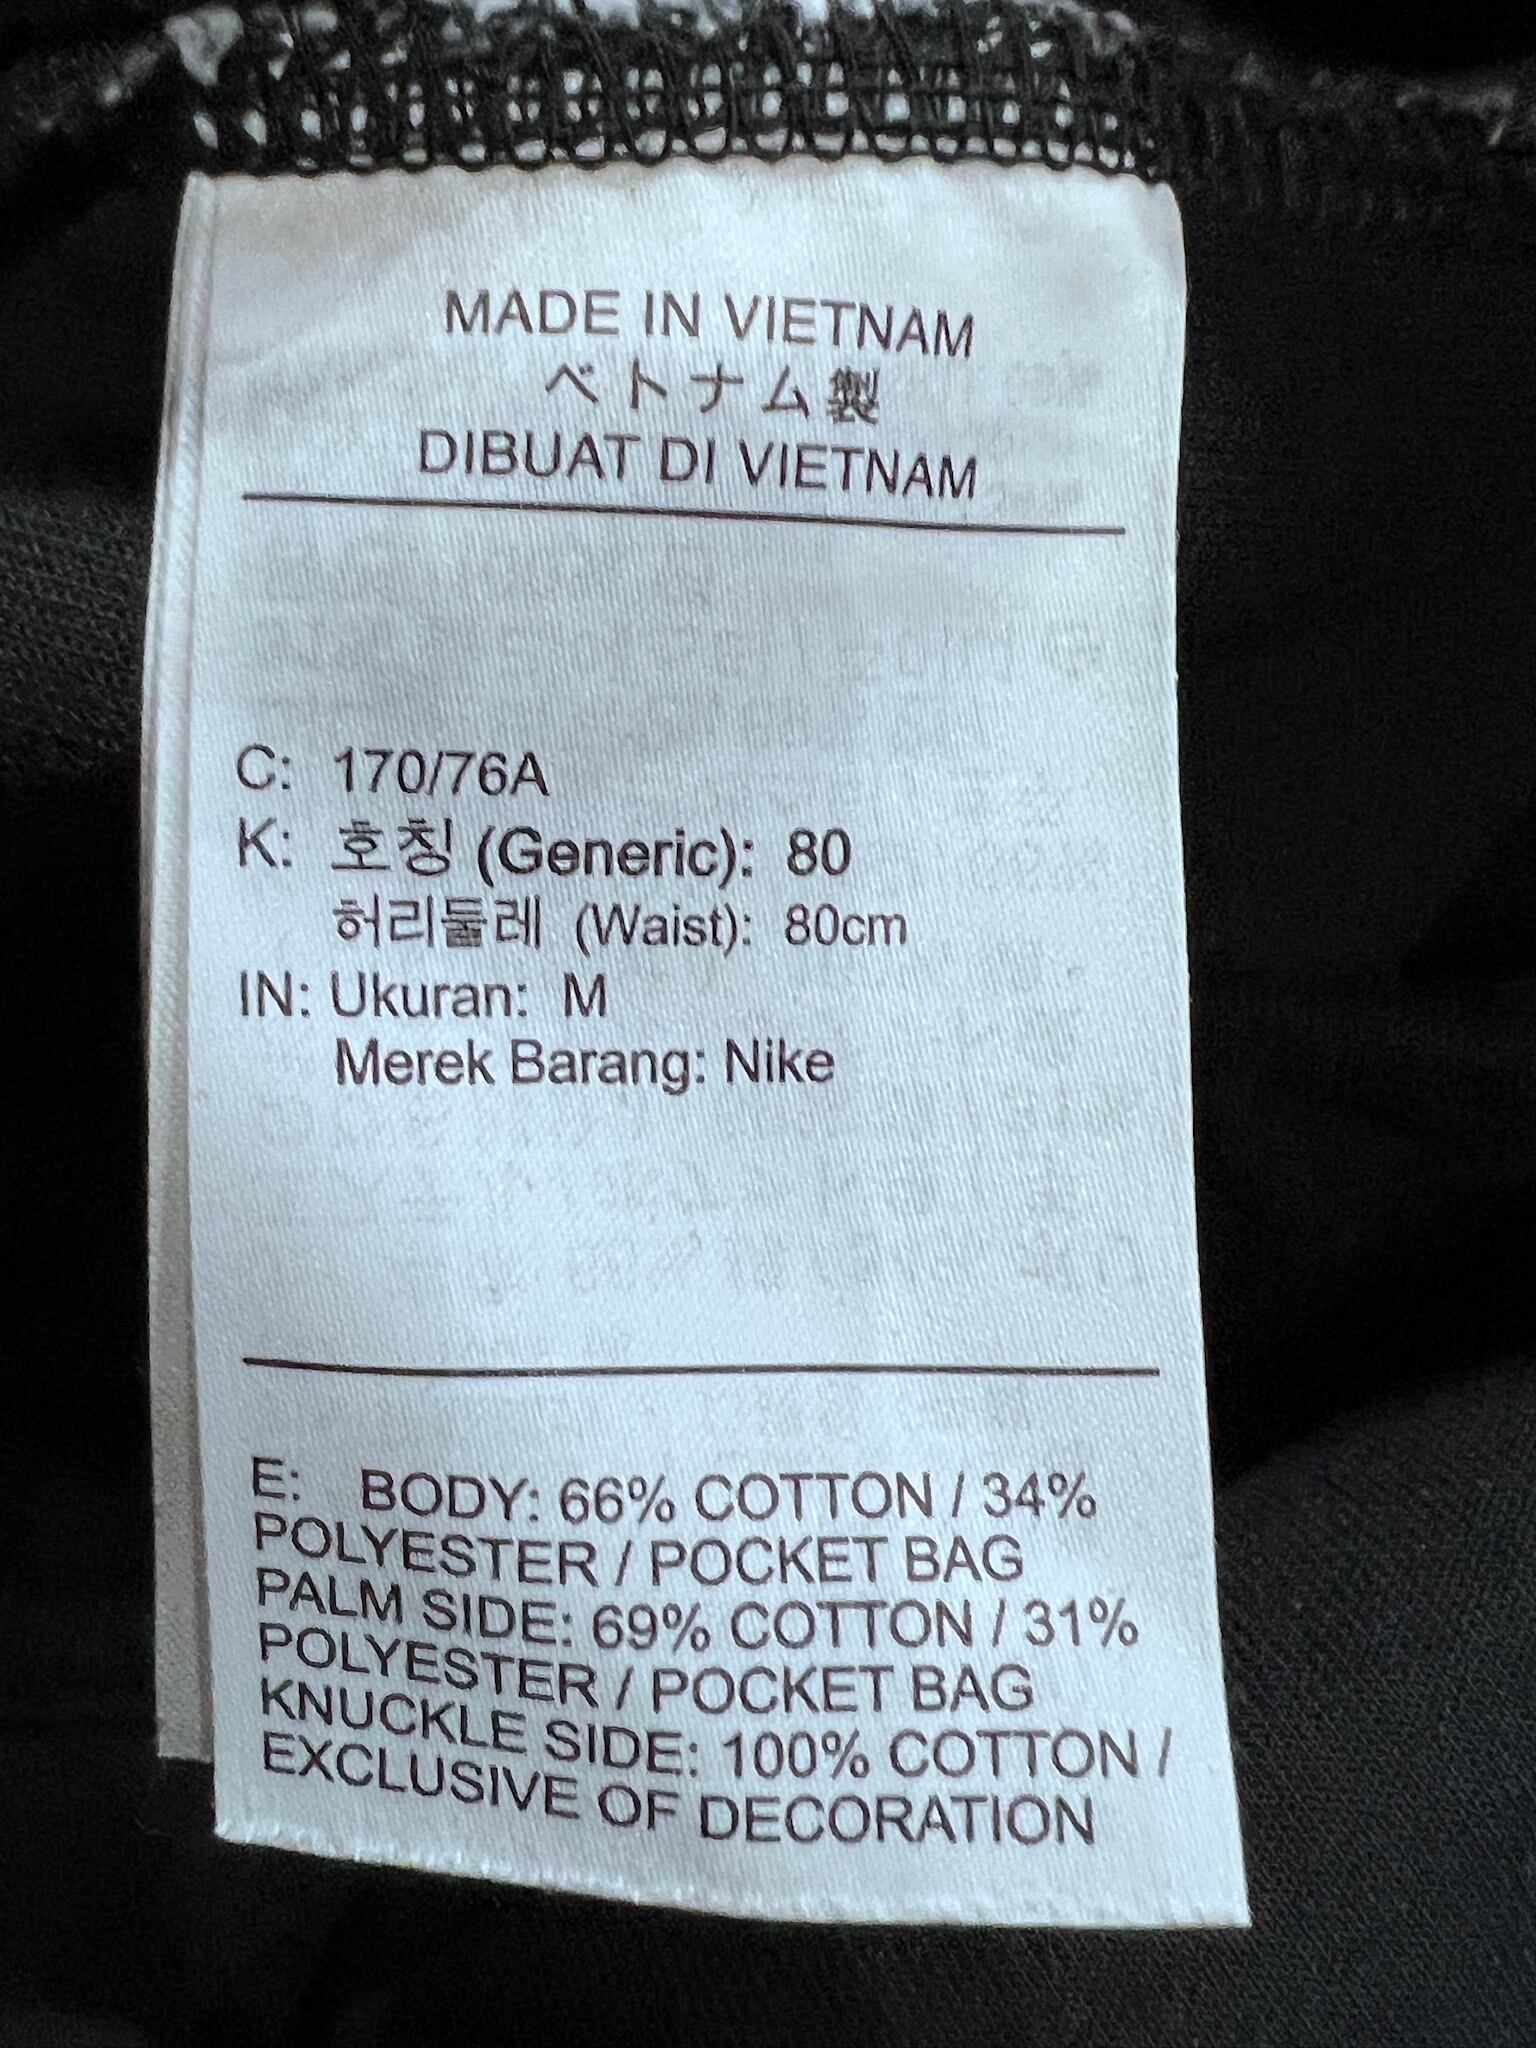 MADE IN VIETNAM
ベトナム製
DIBUAT DI VIETNAM
C: 170/76A
K: 호칭 (Generic): 80
허리둘레 (Waist): 80cm
IN: Ukuran: M
Merek Barang: Nike
E: BODY: 66% COTTON / 34%
POLYESTER / POCKET BAG
PALM SIDE: 69% COTTON / 31%
POLYESTER / POCKET BAG
KNUCKLE SIDE: 100% COTTON /
EXCLUSIVE OF DECORATION